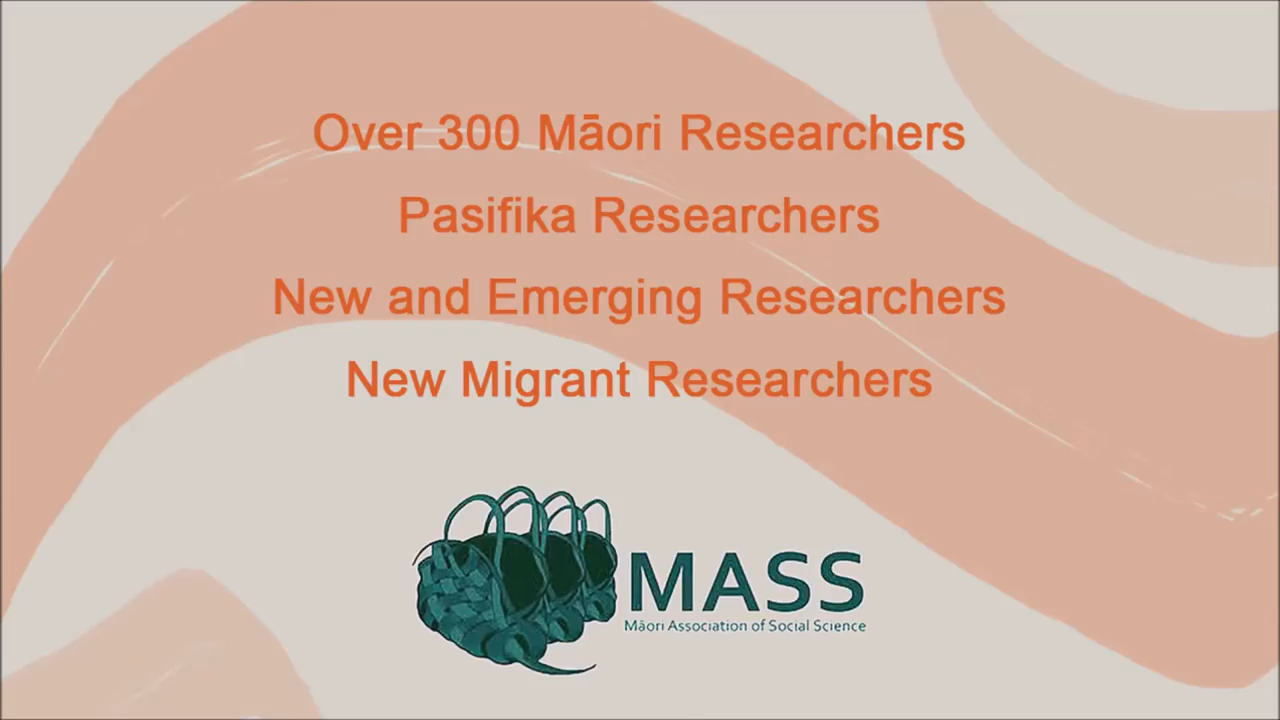 Over 300 Māori Researchers
Pasifika Researchers
New and Emerging Researchers
New Migrant Researchers
MASS
Māori Association of Social Science